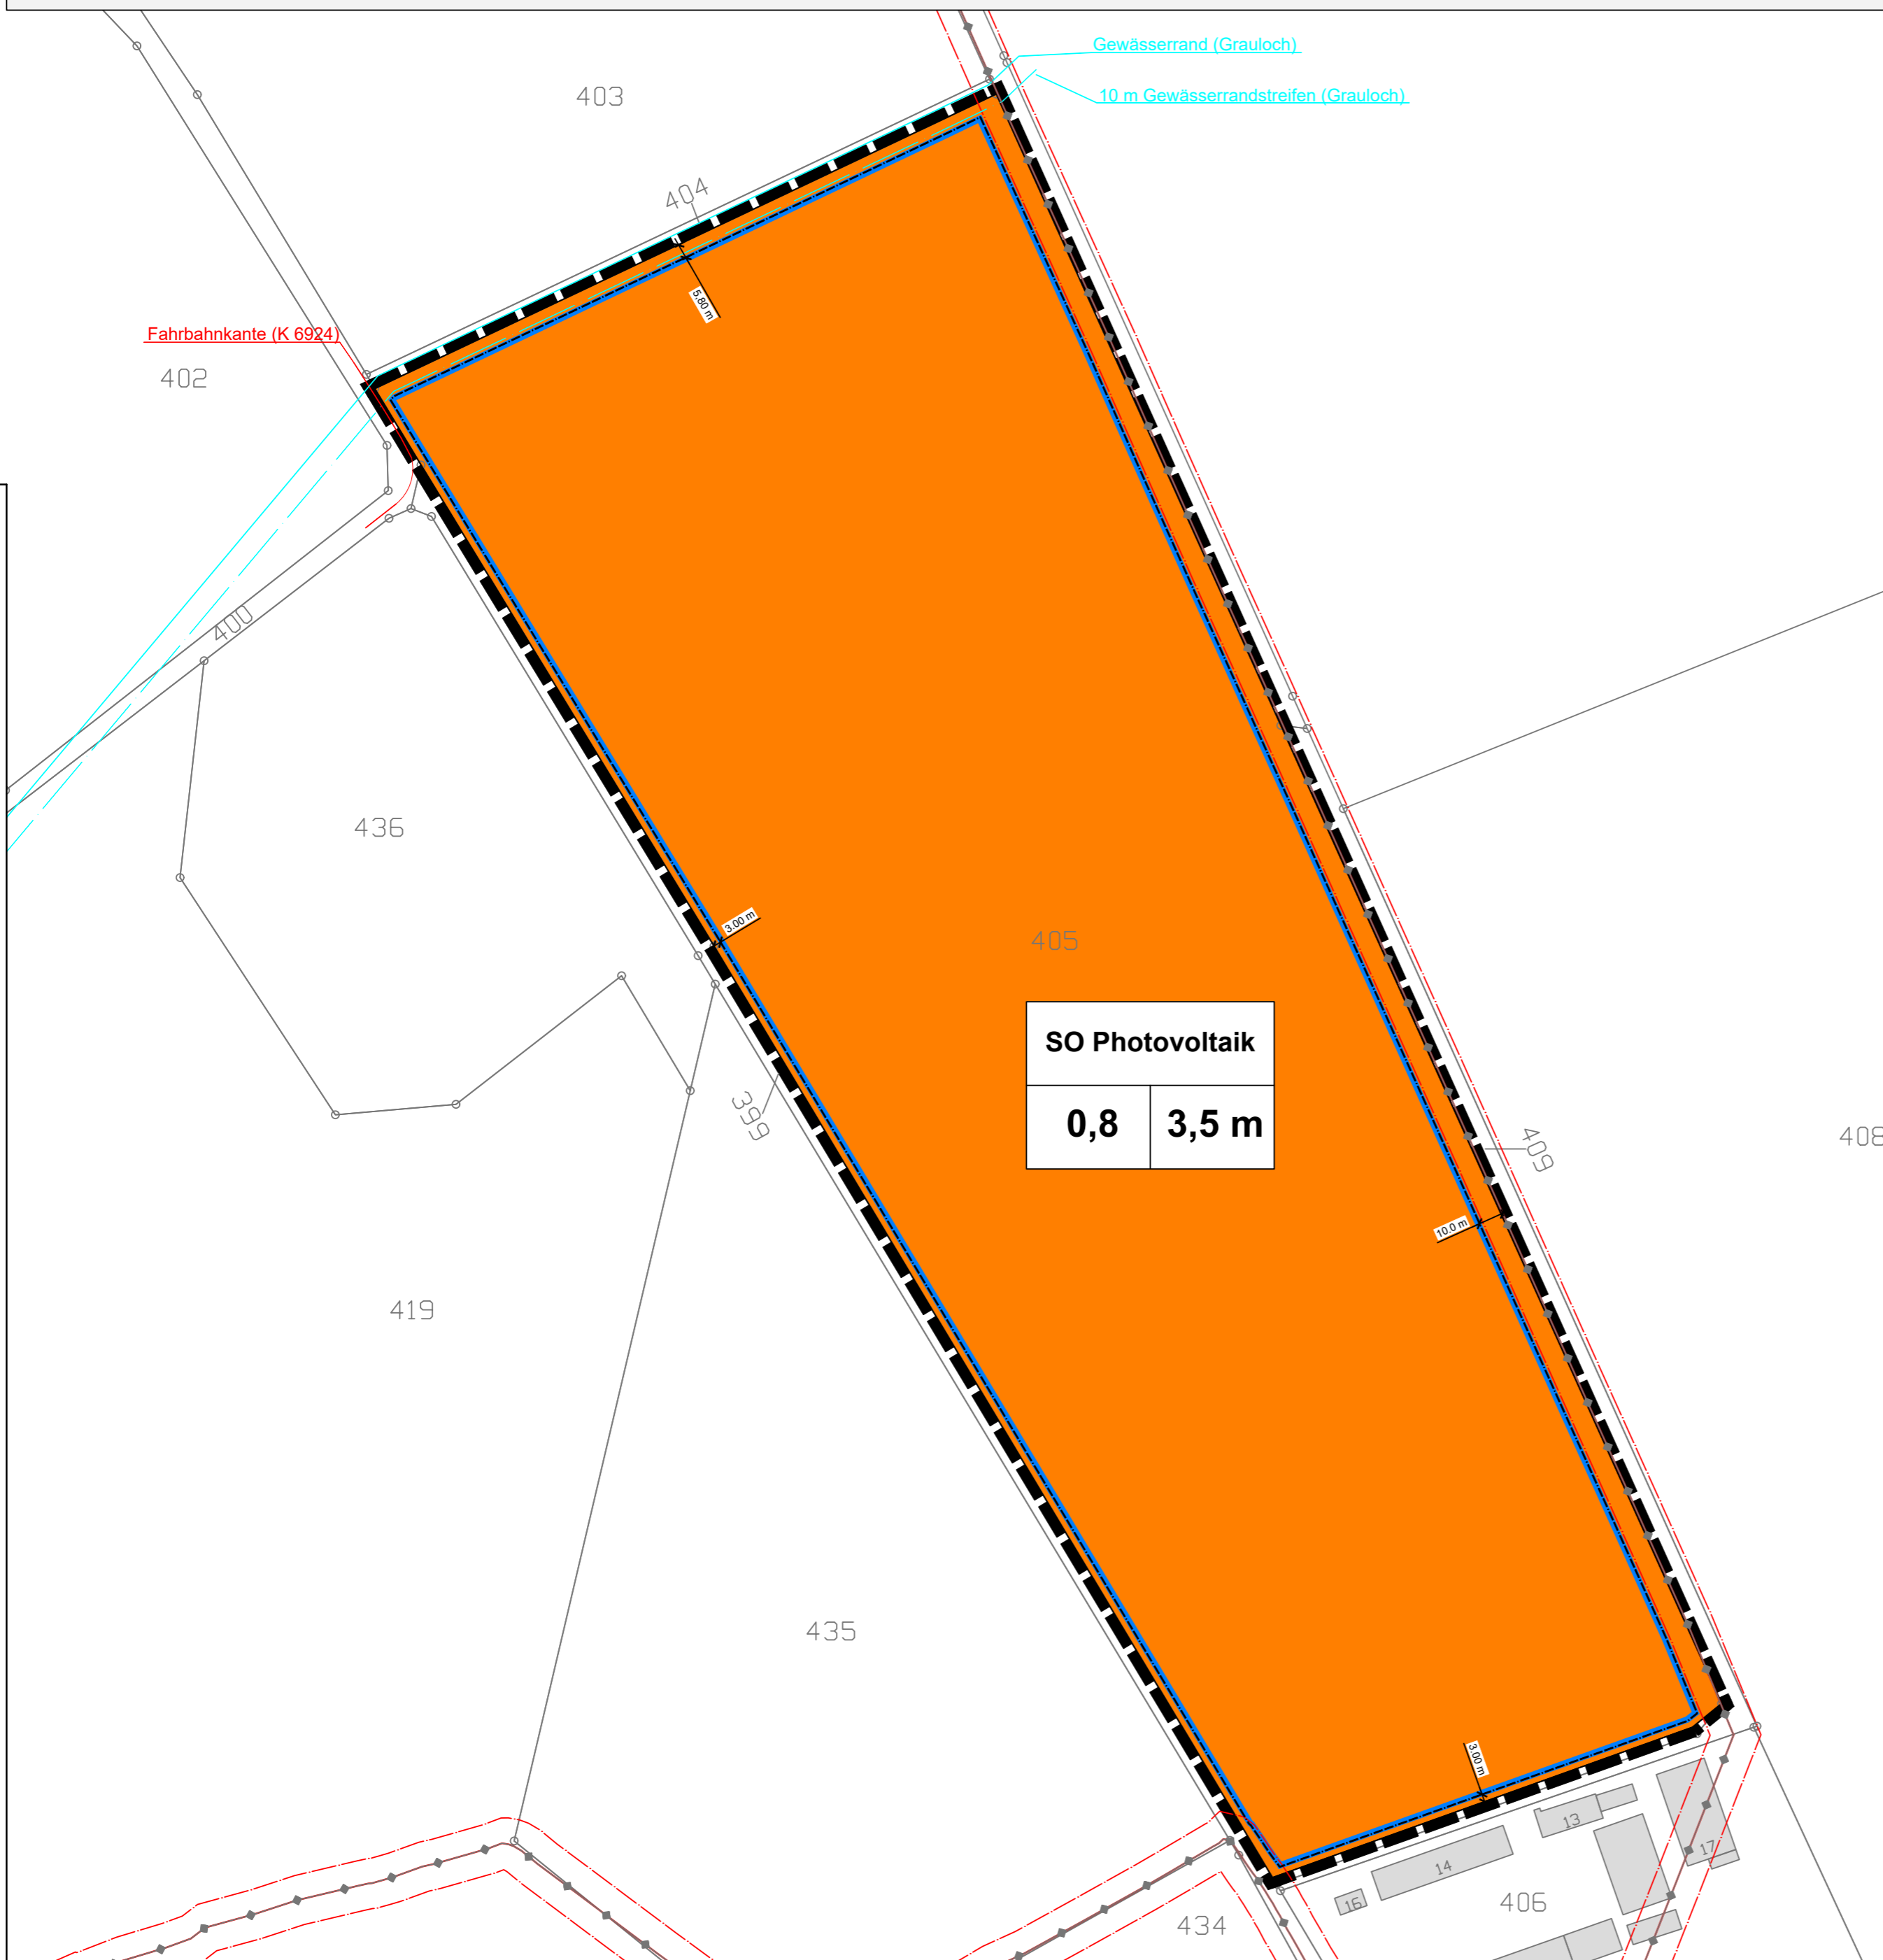 Gewässerrand (Grauloch)
10 m Gewässerrandstreifen (Grauloch)
403
404
5,80 m
Fahrbahnkante (K 6924)
402
400
436
3.00 m
405
SO Photovoltaik
0,8
3,5 m
399
409
408
10.0 m
419
435
3.00 m
13
17
14
16
406
434